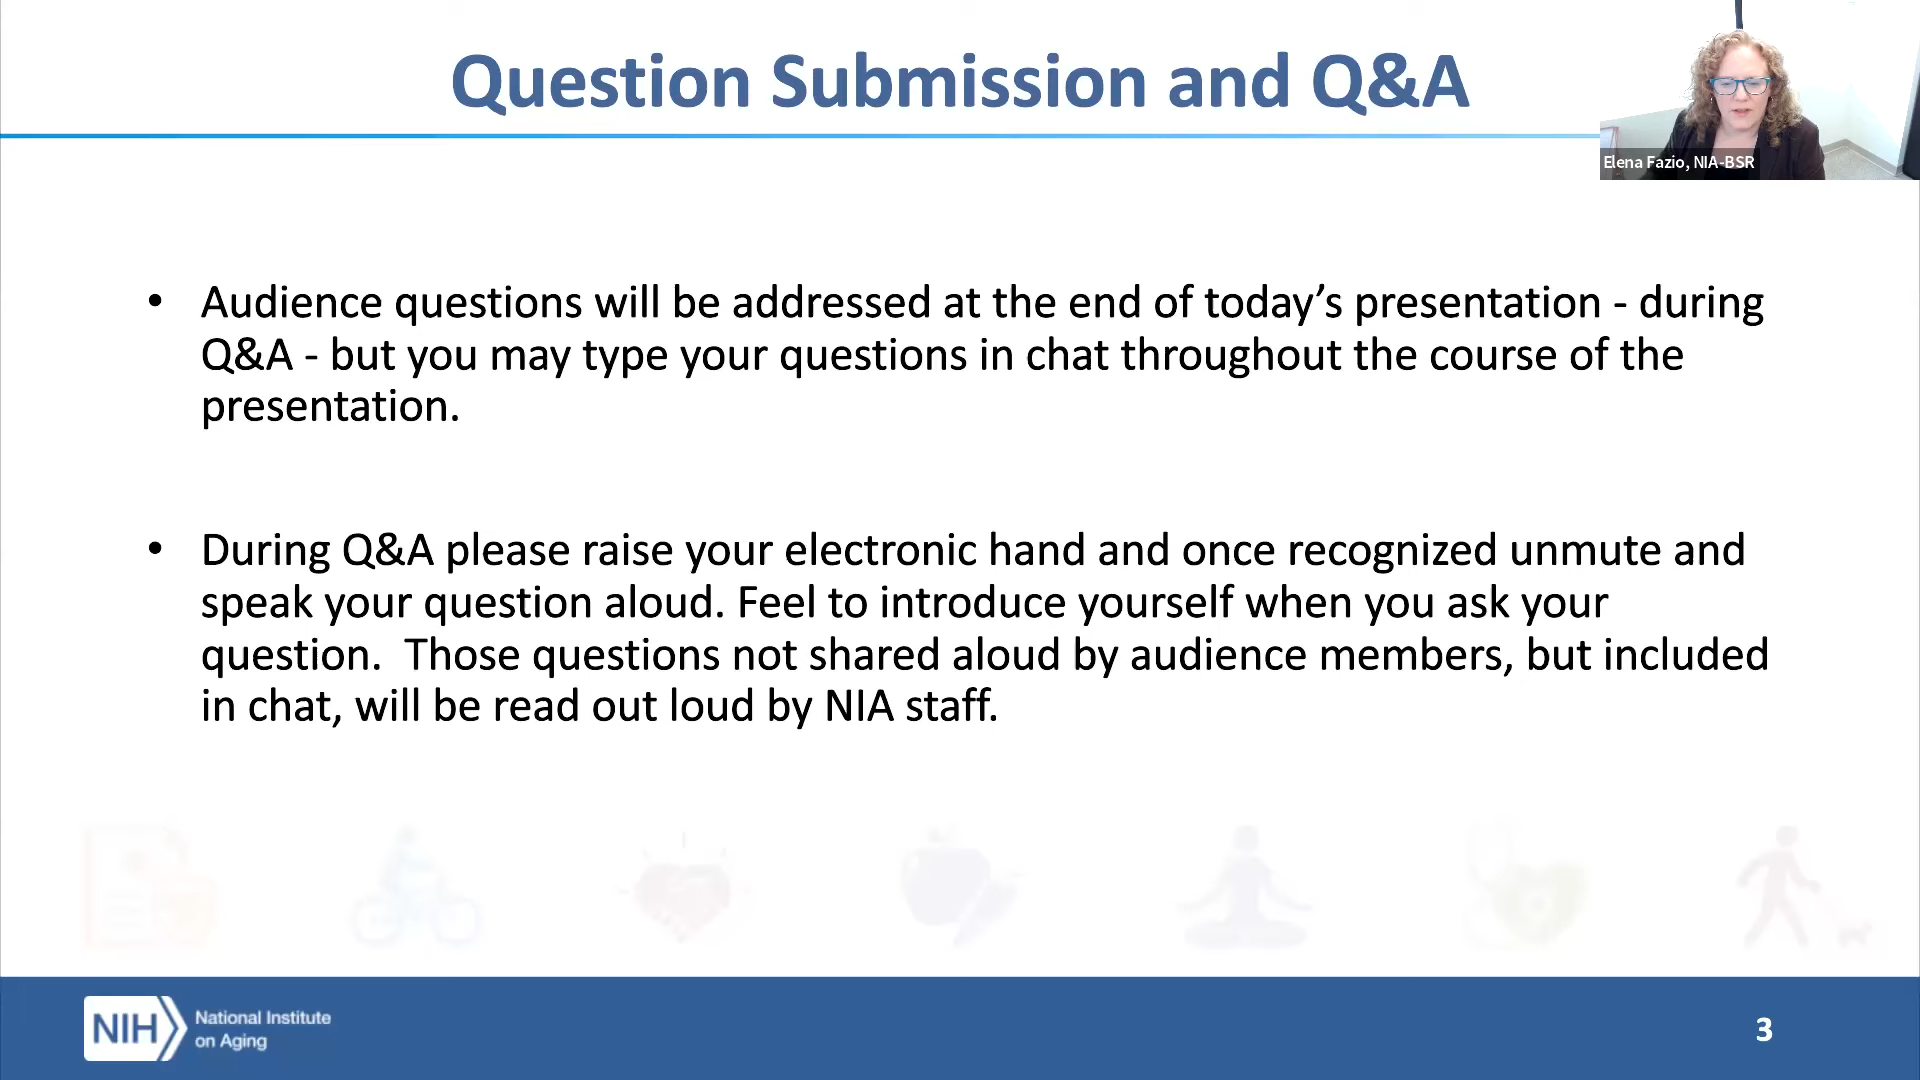 Question Submission and Q&A
Elena Fazio, NIA-BSR
• Audience questions will be addressed at the end of today’s presentation - during
Q&A - but you may type your questions in chat throughout the course of the
presentation.
• During Q&A please raise your electronic hand and once recognized unmute and
speak your question aloud. Feel to introduce yourself when you ask your
question.  Those questions not shared aloud by audience members, but included
in chat, will be read out loud by NIA staff.
NIH
National Institute
on Aging
3